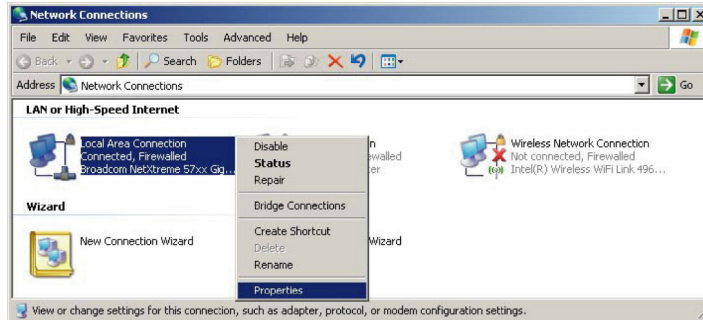 Network Connections
File Edit View Favorites Tools Advanced Help
Back Search Folders
Address Network Connections Go
LAN or High-Speed Internet
Local Area Connection
Connected, Firewalled
Broadcom NetXtreme 57xx Gig...
Disable
Status
Repair
Bridge Connections
Create Shortcut
Delete
Rename
Properties
Wireless Network Connection
Not connected, Firewalled
Intel(R) Wireless WiFi Link 496...
Wizard
New Connection Wizard
Wizard
View or change settings for this connection, such as adapter, protocol, or modem configuration settings.